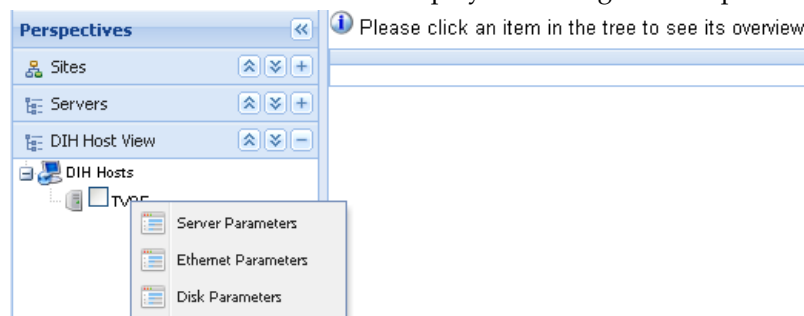 Perspectives
Please click an item in the tree to see its overview
Sites
Servers
DIH Host View
DIH Hosts
Server Parameters
Ethernet Parameters
Disk Parameters